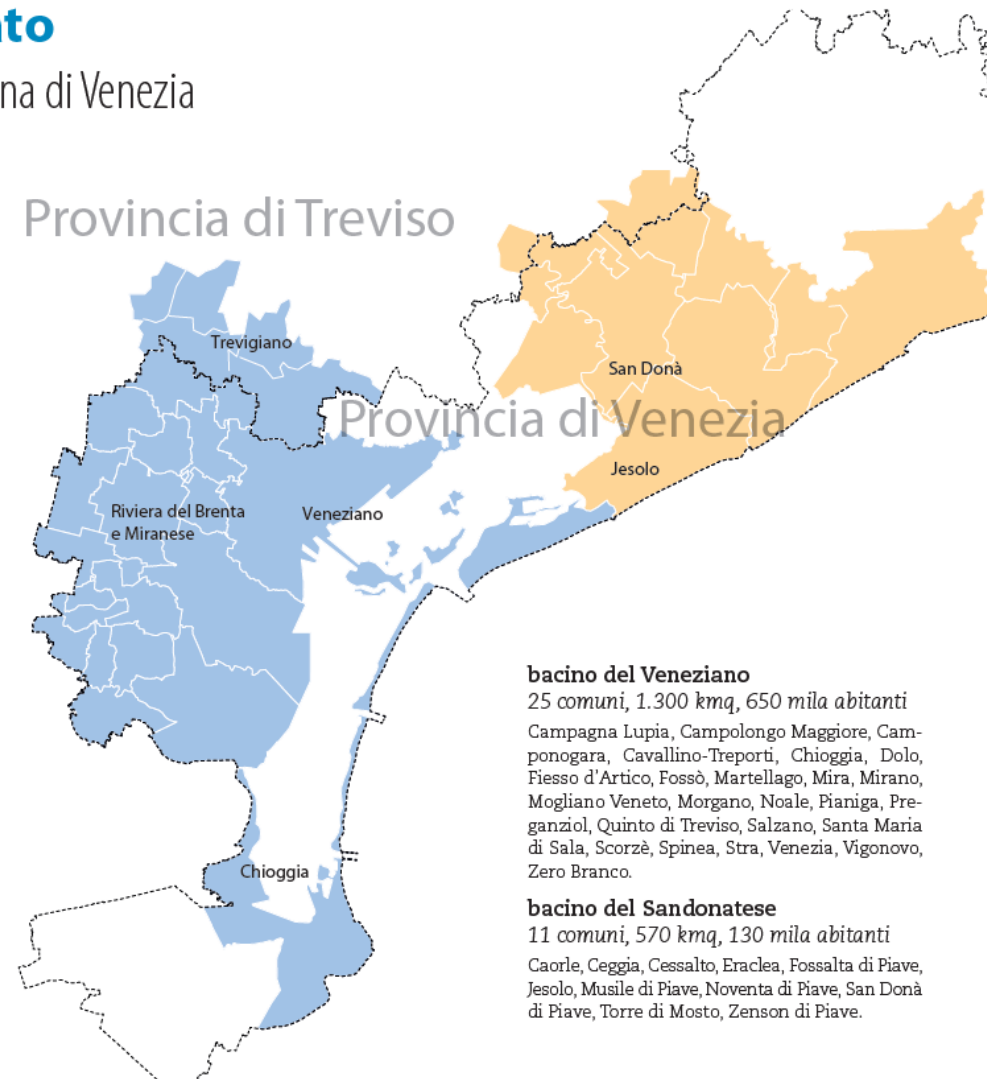 ato
na di Venezia
Provincia di Treviso
Trevigiano
San Donà
Provincia di Venezia
Jesolo
Riviera del Brenta
e Miranese
Veneziano
Chioggia
bacino del Veneziano
25 comuni, 1.300 kmq, 650 mila abitanti
Campagna Lupia, Campolongo Maggiore, Cam-
ponogara, Cavallino-Treporti, Chioggia, Dolo,
Fiesso d'Artico, Fossò, Martellago, Mira, Mirano,
Mogliano Veneto, Morgano, Noale, Pianiga, Pre-
ganziol, Quinto di Treviso, Salzano, Santa Maria
di Sala, Scorzè, Spinea, Stra, Venezia, Vigonovo,
Zero Branco.
bacino del Sandonatese
11 comuni, 570 kmq, 130 mila abitanti
Caorle, Ceggia, Cessalto, Eraclea, Fossalta di Piave,
Jesolo, Musile di Piave, Noventa di Piave, San Donà
di Piave, Torre di Mosto, Zenson di Piave.